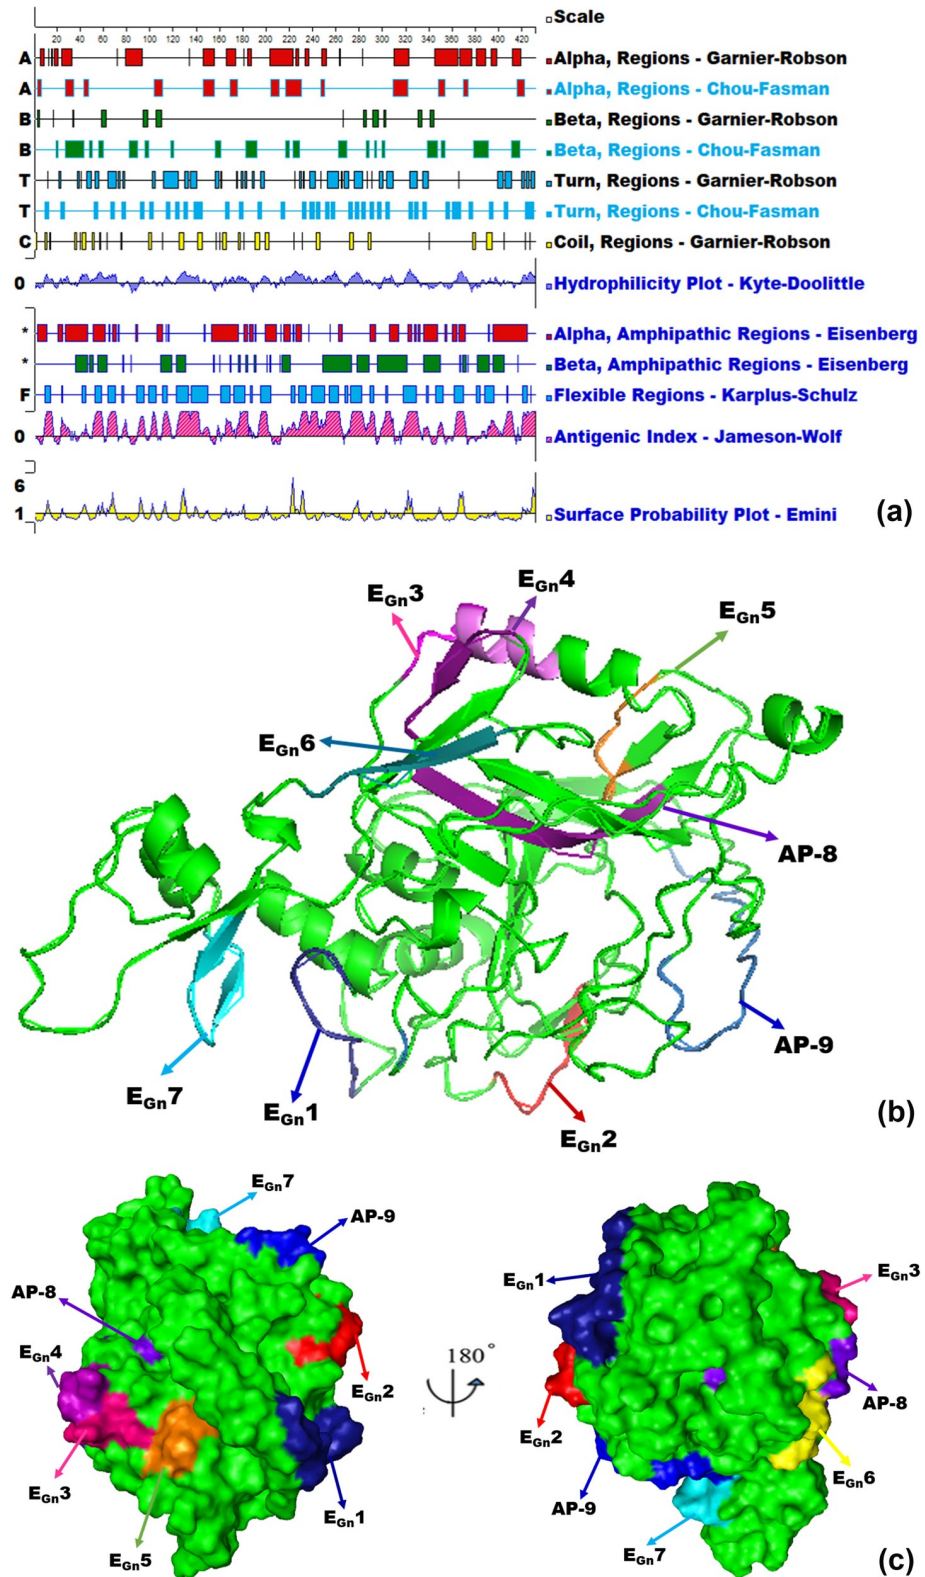 Scale
20 40 60 80 100 120 140 160 180 200 220 240 260 280 300 320 340 360 380 400 420
A Alpha, Regions - Garnier-Robson
A Alpha, Regions - Chou-Fasman
B Beta, Regions - Garnier-Robson
B Beta, Regions - Chou-Fasman
T Turn, Regions - Garnier-Robson
T Turn, Regions - Chou-Fasman
C Coil, Regions - Garnier-Robson
0 Hydrophilicity Plot - Kyte-Doolittle
* Alpha, Amphipathic Regions - Eisenberg
* Beta, Amphipathic Regions - Eisenberg
F Flexible Regions - Karplus-Schulz
0 Antigenic Index - Jameson-Wolf
6
1 Surface Probability Plot - Emini
(a)
EGn4
EGn3
EGn5
EGn6
AP-8
AP-9
EGn7
EGn1
EGn2
(b)
EGn7
AP-9
AP-8
EGn4
EGn2
EGn3
EGn1
EGn5
180°
EGn3
EGn1
AP-8
EGn2
EGn6
AP-9
EGn7
(c)